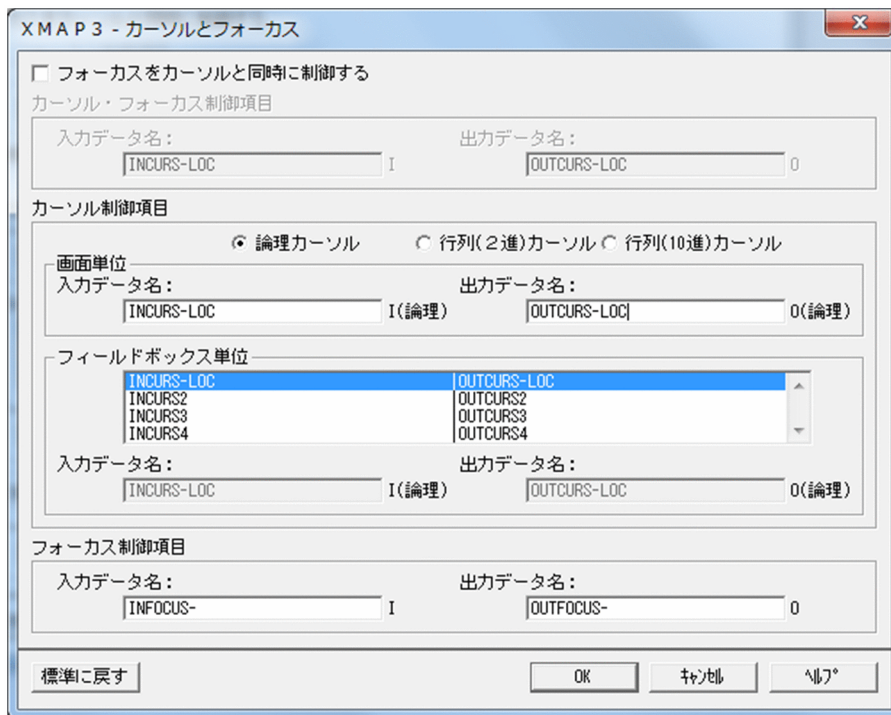 XMAP3 - カーソルとフォーカス
フォーカスをカーソルと同時に制御する
カーソル・フォーカス制御項目
入力データ名: 出力データ名:
INCURS-LOC I OUTCURS-LOC O
カーソル制御項目
論理カーソル 行列(2進)カーソル 行列(10進)カーソル
画面単位
入力データ名: 出力データ名:
INCURS-LOC I(論理) OUTCURS-LOC O(論理)
フィールドボックス単位
INCURS-LOC |OUTCURS-LOC
INCURS2 |OUTCURS2
INCURS3 |OUTCURS3
INCURS4 |OUTCURS4
入力データ名: 出力データ名:
INCURS-LOC I(論理) OUTCURS-LOC O(論理)
フォーカス制御項目
入力データ名: 出力データ名:
INFOCUS- I OUTFOCUS- O
標準に戻す OK キャンセル ヘルプ